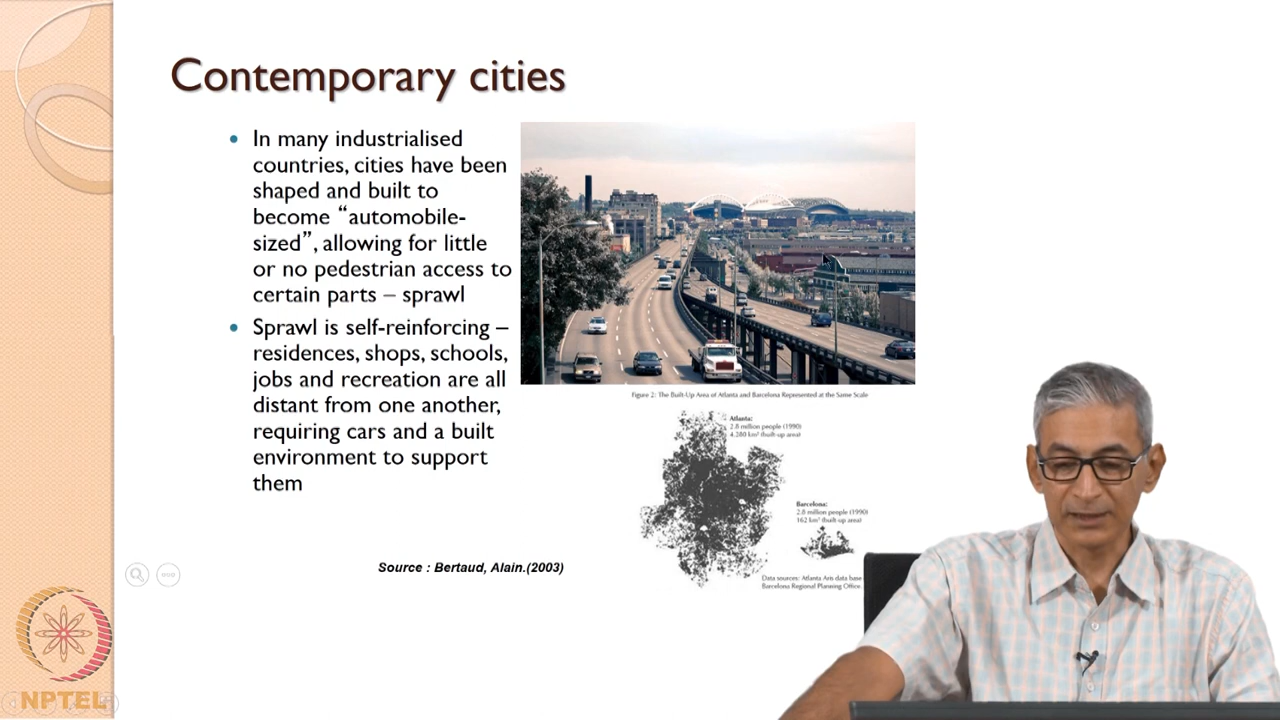 Contemporary cities
• In many industrialised
countries, cities have been
shaped and built to
become “automobile-
sized”, allowing for little
or no pedestrian access to
certain parts – sprawl
• Sprawl is self-reinforcing –
residences, shops, schools,
jobs and recreation are all
distant from one another,
requiring cars and a built
environment to support
them
Figure 2: The Built-Up Area of Atlanta and Barcelona Represented at the Same Scale
Atlanta:
2.8 million people (1990)
4,280 km² (built-up area)
Barcelona:
2.8 million people (1990)
162 km² (built-up area)
Data sources: Atlanta Aris data base
Barcelona Regional Planning Office.
Source : Bertaud, Alain.(2003)
NPTEL